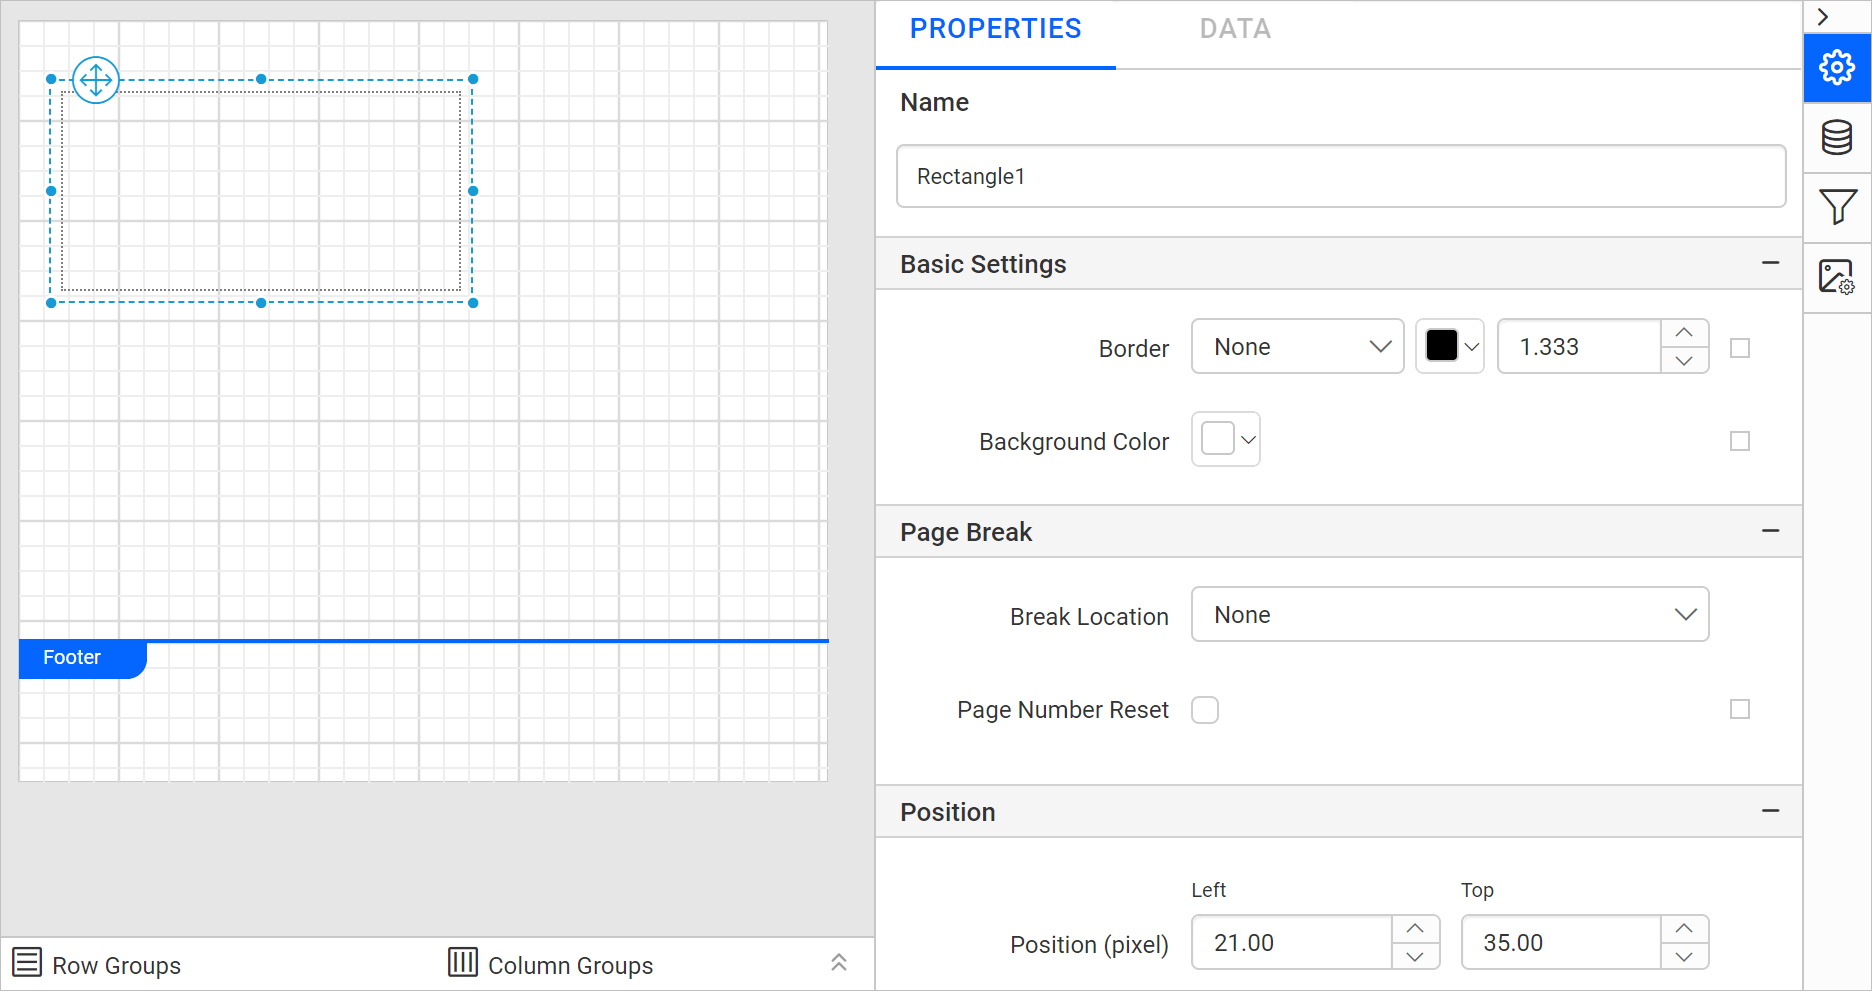 PROPERTIES DATA
Name
Rectangle1
Basic Settings
Border None 1.333
Background Color
Page Break
Break Location None
Page Number Reset
Position
Left Top
Position (pixel) 21.00 35.00
Footer
Row Groups Column Groups